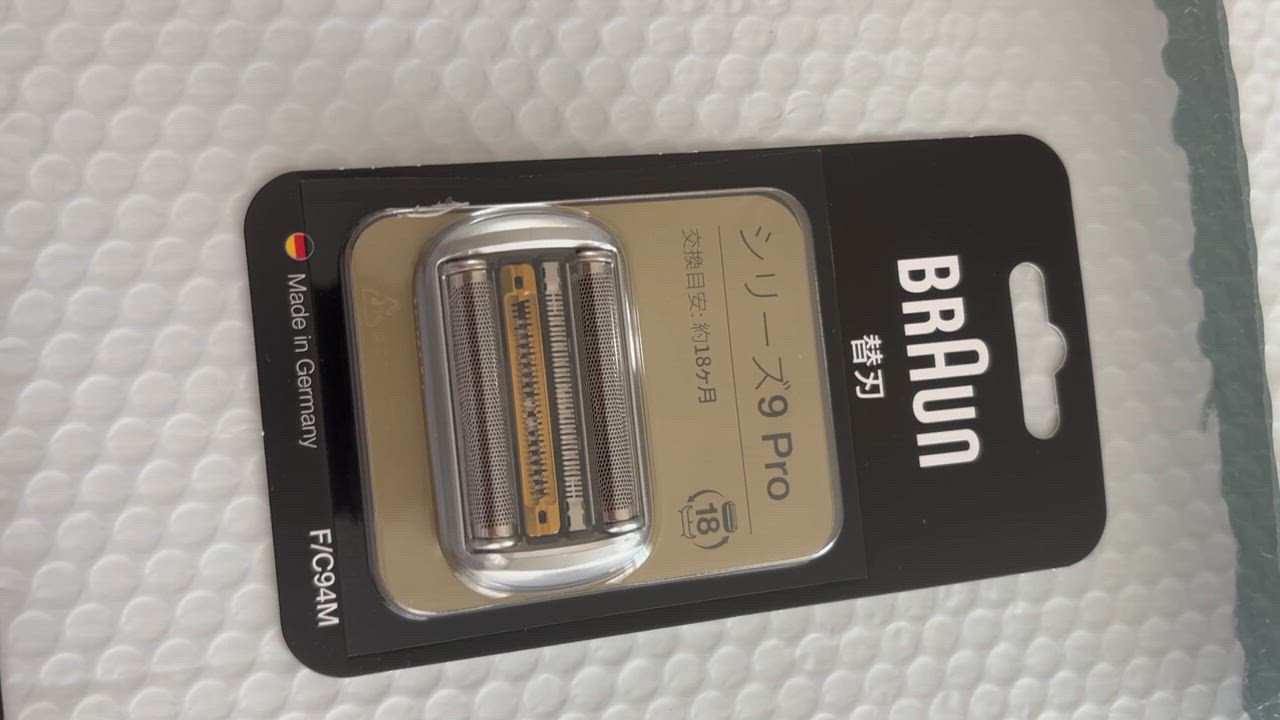 BRAUN
替刃
シリーズ9 Pro
交換目安: 約18ヶ月
18
Made in Germany
F/C94M